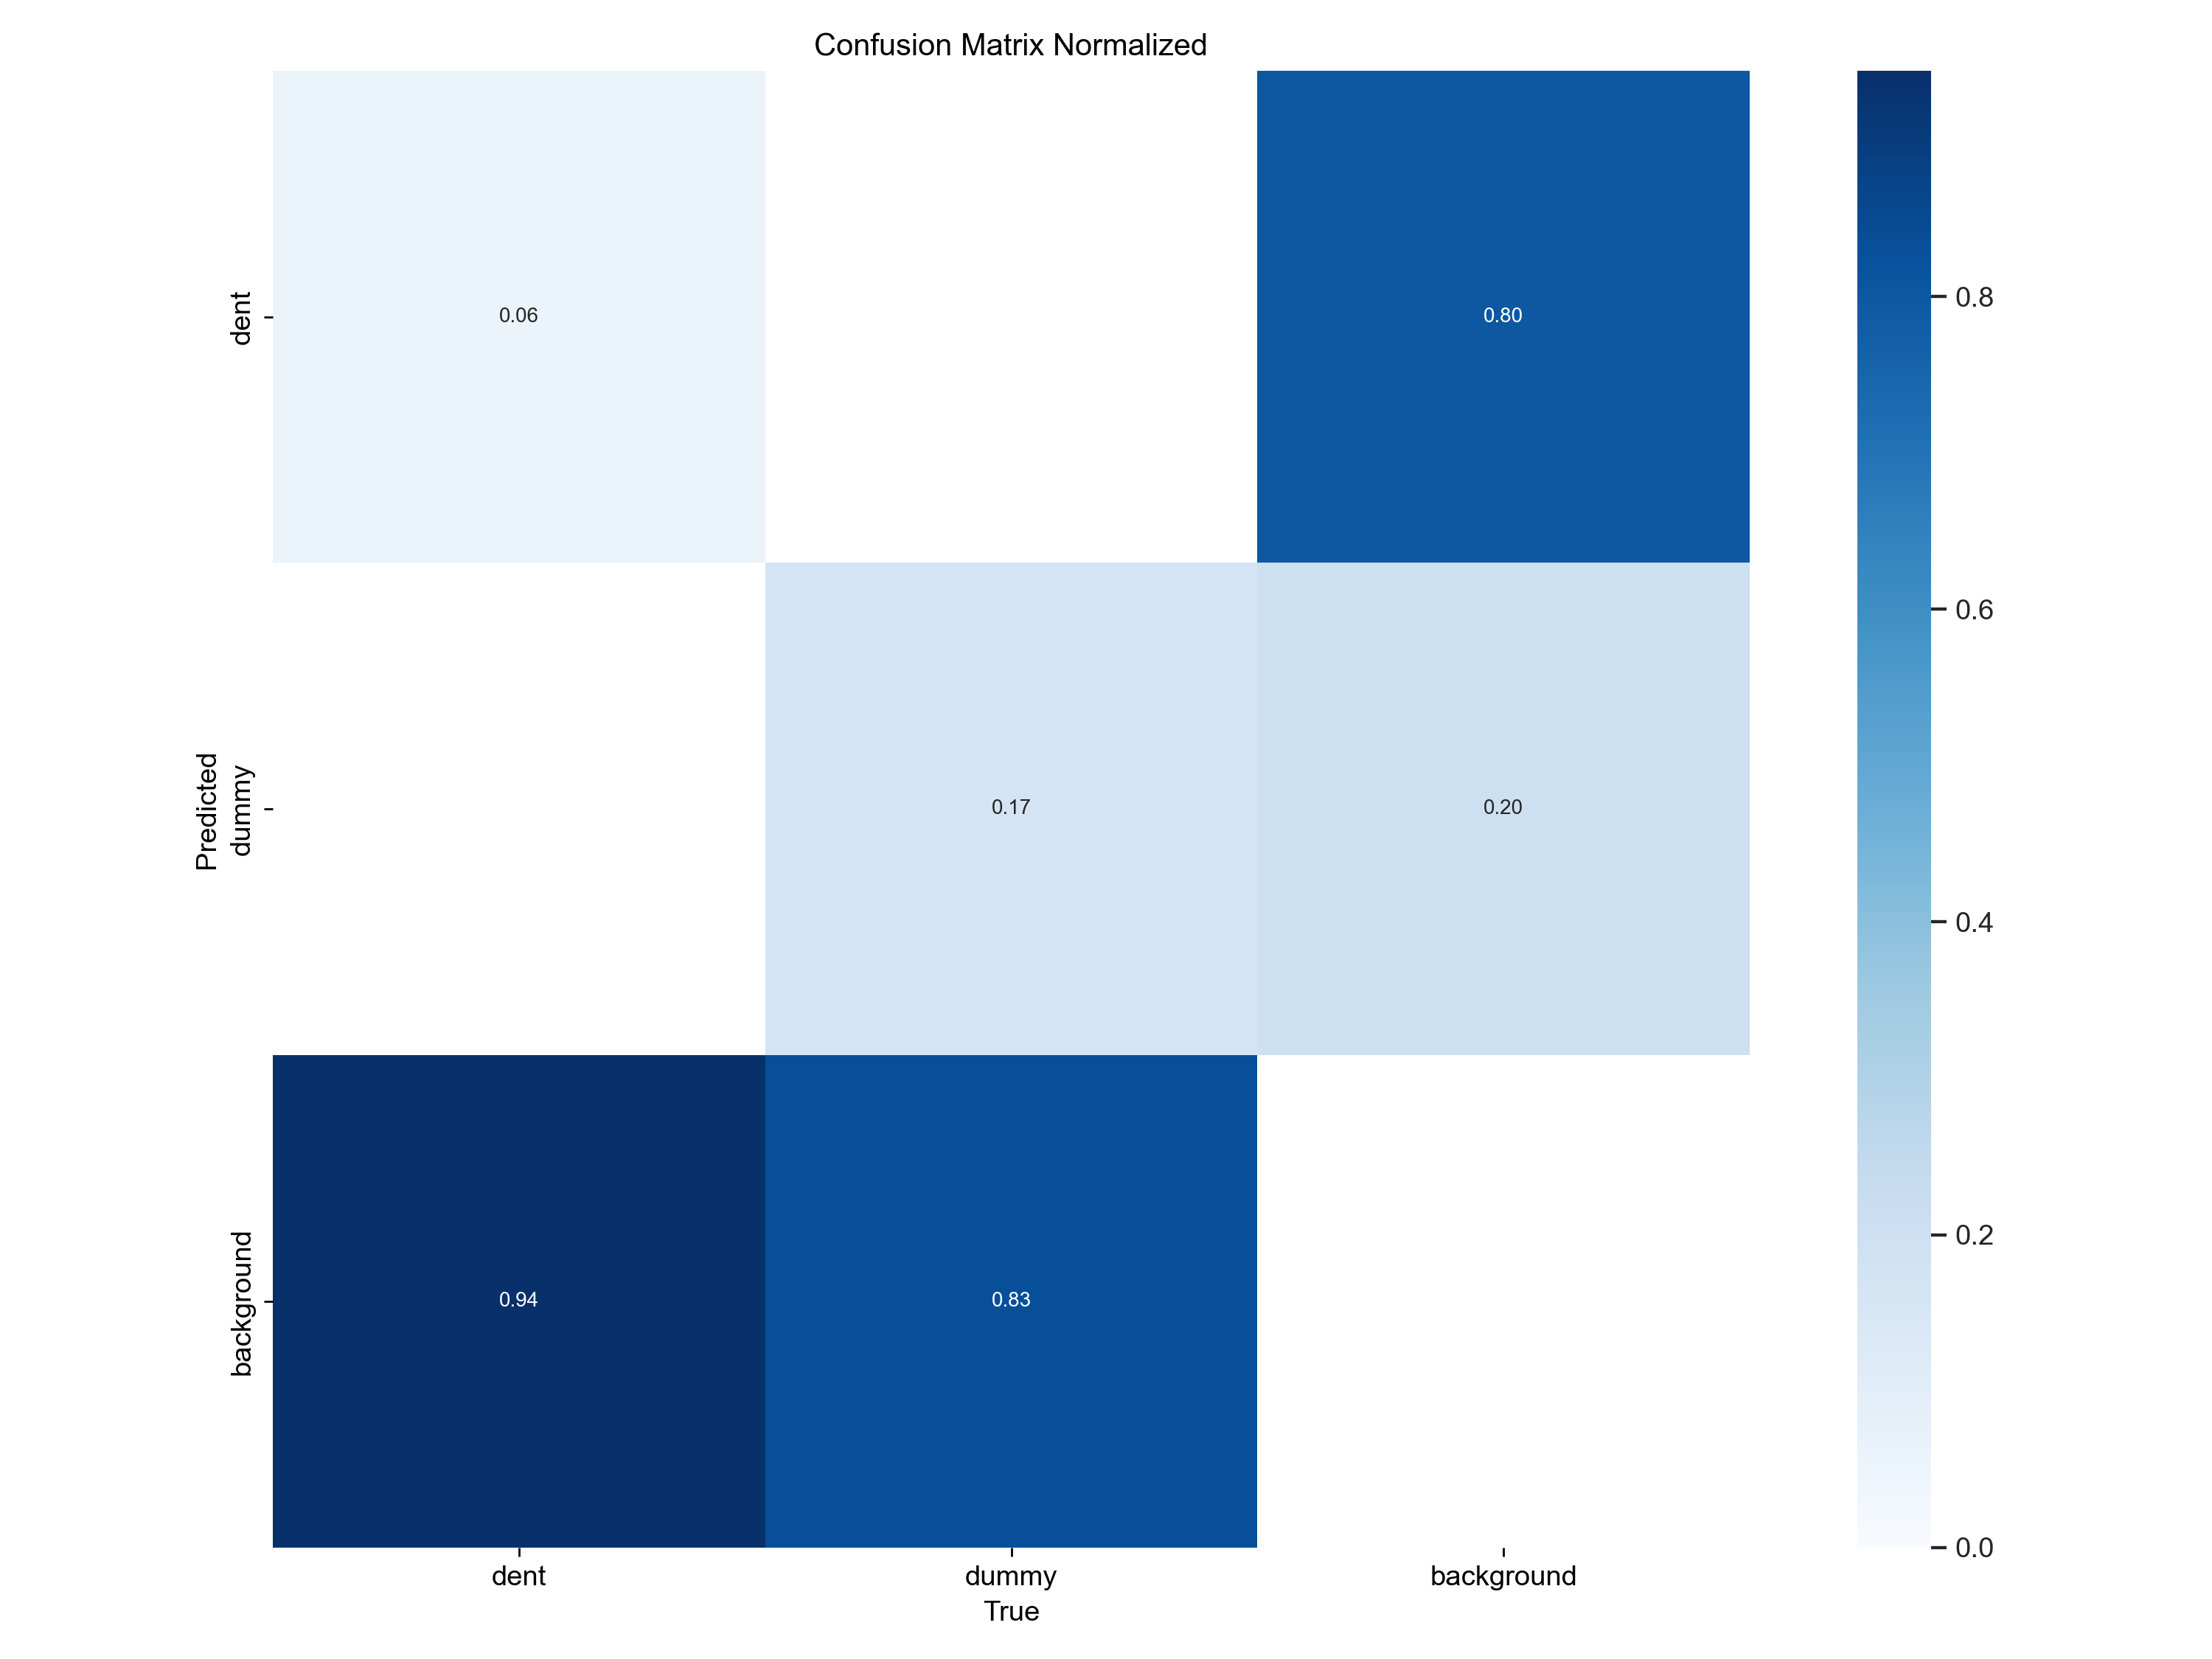 Confusion Matrix Normalized
dent
0.06
0.80
0.8
0.6
Predicted
dummy
0.17
0.20
0.4
0.2
background
0.94
0.83
0.0
dent
dummy
background
True